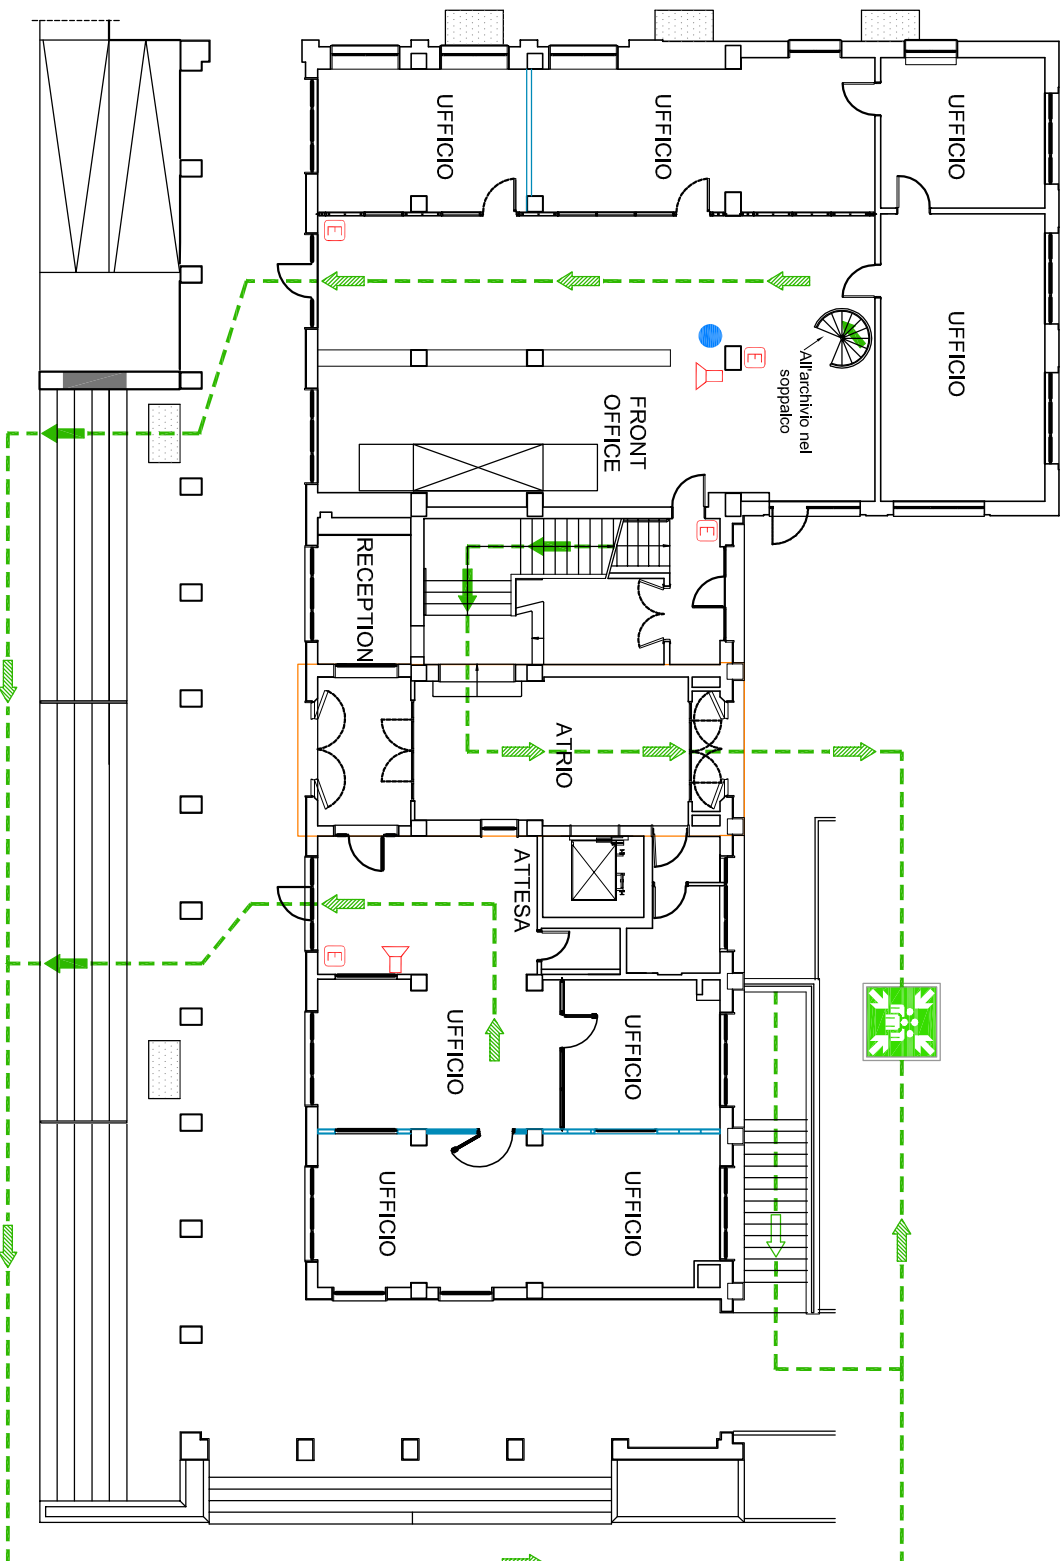 UFFICIO
UFFICIO
UFFICIO
UFFICIO
E
E
All'archivio nel
soppalco
FRONT
OFFICE
E
RECEPTION
ATRIO
ATTESA
E
UFFICIO
UFFICIO
UFFICIO
UFFICIO